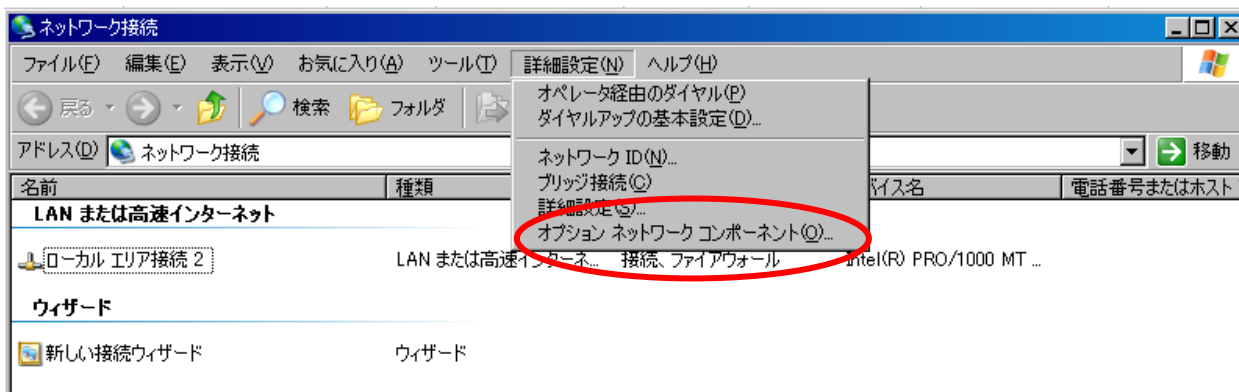 ネットワーク接続
ファイル(F) 編集(E) 表示(V) お気に入り(A) ツール(T) 詳細設定(N) ヘルプ(H)
戻る 検索 フォルダ
オペレータ経由のダイヤル(P)
ダイヤルアップの基本設定(D)...
ネットワーク ID(N)...
ブリッジ接続(C)
詳細設定(S)...
オプション ネットワーク コンポーネント(O)...
アドレス(D) ネットワーク接続 移動
名前 種類 バイス名 電話番号またはホスト
LAN または高速インターネット
ローカル エリア接続 2 LAN または高速インターネ... 接続、ファイアウォール Intel(R) PRO/1000 MT ...
ウィザード
新しい接続ウィザード ウィザード